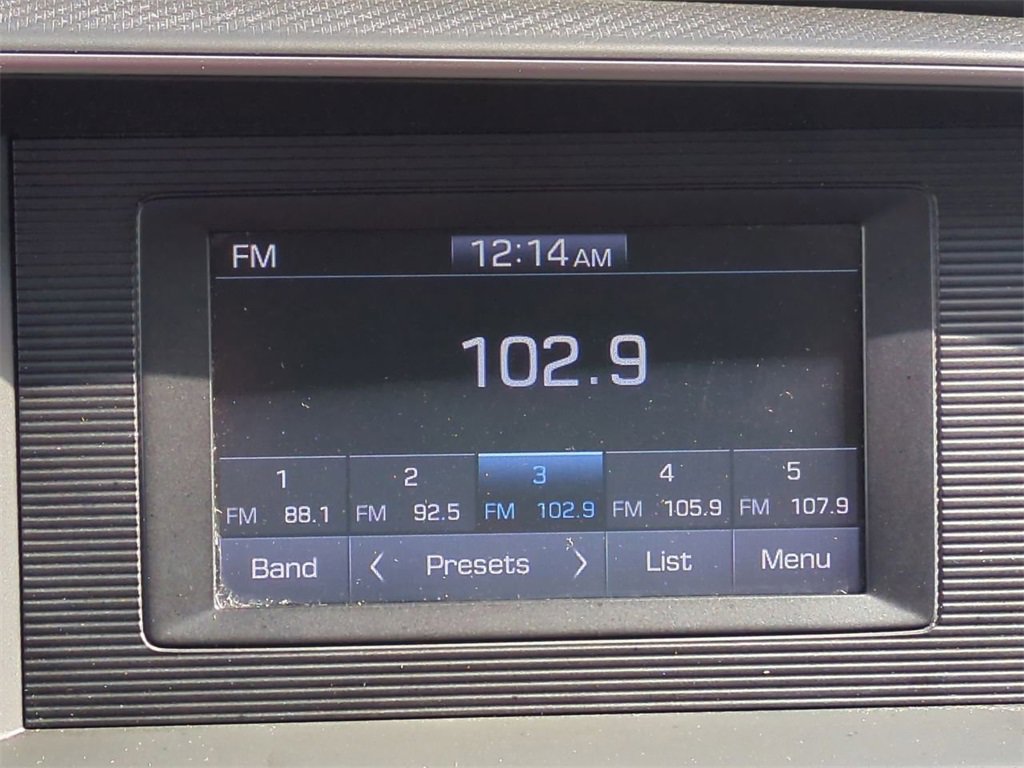 FM 12:14 AM
102.9
1 2 3 4 5
FM 88.1 FM 92.5 FM 102.9 FM 105.9 FM 107.9
Band < Presets > List Menu